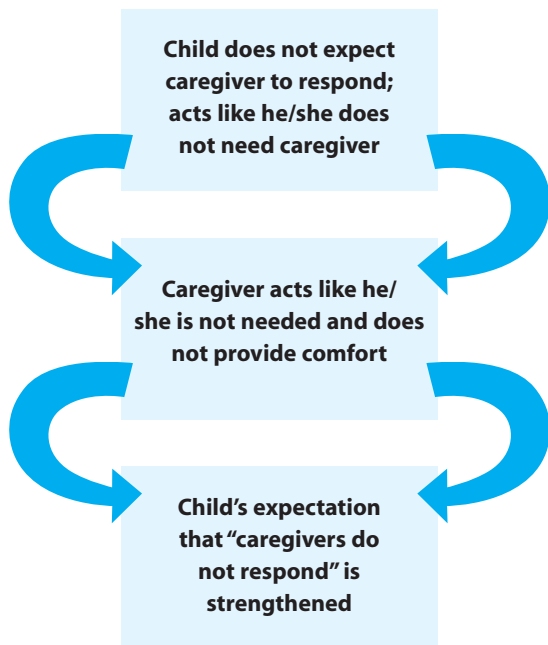 Child does not expect
caregiver to respond;
acts like he/she does
not need caregiver
Caregiver acts like he/
she is not needed and does
not provide comfort
Child’s expectation
that “caregivers do
not respond” is
strengthened